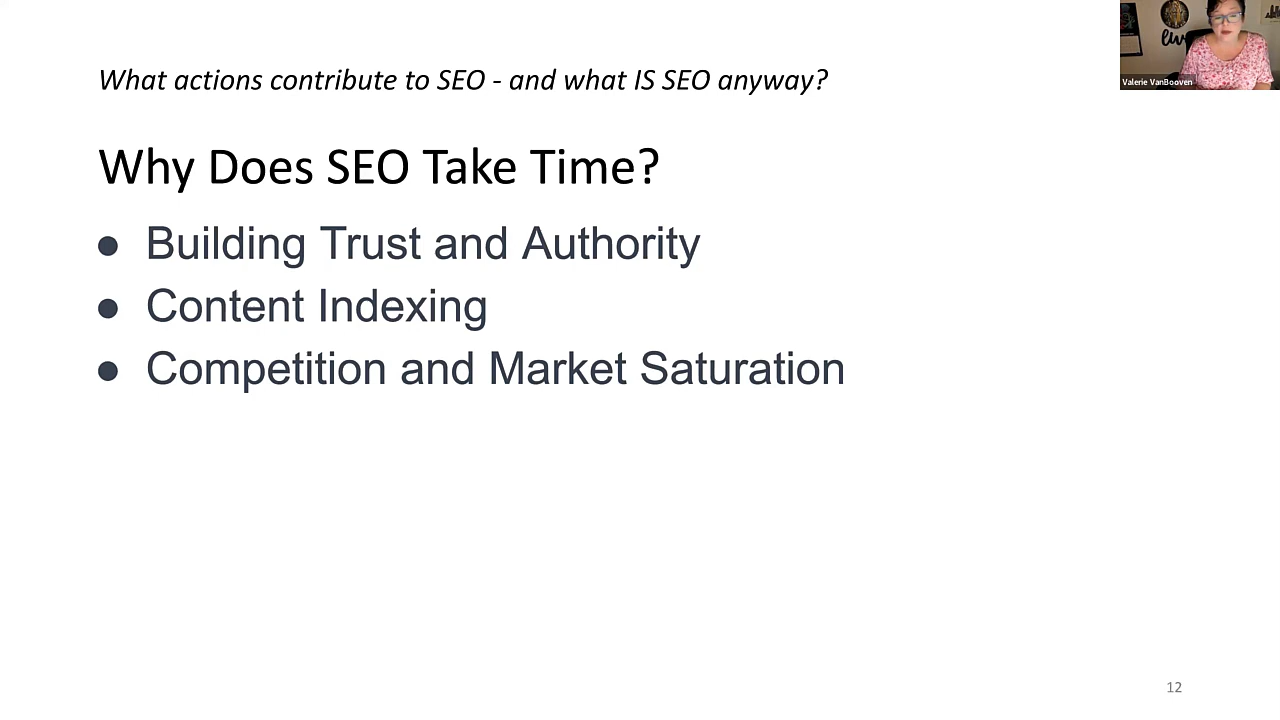 What actions contribute to SEO - and what IS SEO anyway?
Why Does SEO Take Time?
● Building Trust and Authority
● Content Indexing
● Competition and Market Saturation
Valerie VanBooven
12